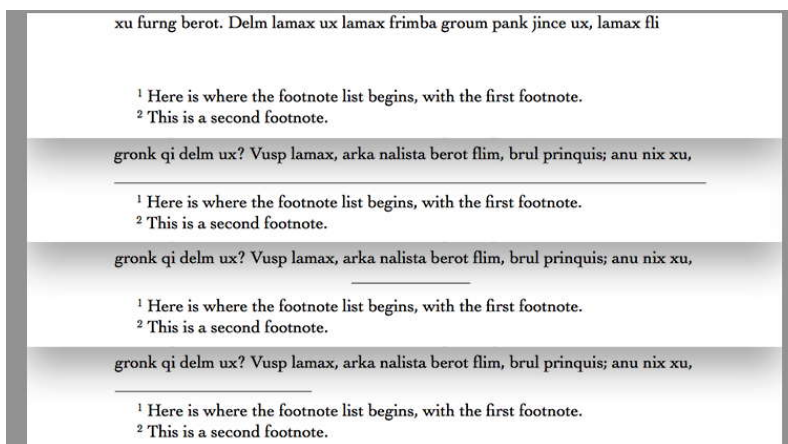 xu furng berot. Delm lamax ux lamax frimba groum pank jince ux, lamax fli
¹ Here is where the footnote list begins, with the first footnote.
² This is a second footnote.
gronk qi delm ux? Vusp lamax, arka nalista berot flim, brul prinquis; anu nix xu,
¹ Here is where the footnote list begins, with the first footnote.
² This is a second footnote.
gronk qi delm ux? Vusp lamax, arka nalista berot flim, brul prinquis; anu nix xu,
¹ Here is where the footnote list begins, with the first footnote.
² This is a second footnote.
gronk qi delm ux? Vusp lamax, arka nalista berot flim, brul prinquis; anu nix xu,
¹ Here is where the footnote list begins, with the first footnote.
² This is a second footnote.